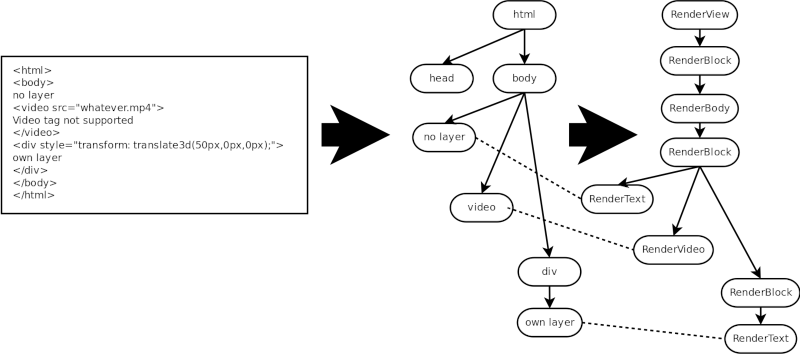 <html>
<body>
no layer
<video src="whatever.mp4">
Video tag not supported
</video>
<div style="transform: translate3d(50px,0px,0px);">
own layer
</div>
</body>
</html>
html
head
body
no layer
video
div
own layer
RenderView
RenderBlock
RenderBody
RenderBlock
RenderText
RenderVideo
RenderBlock
RenderText